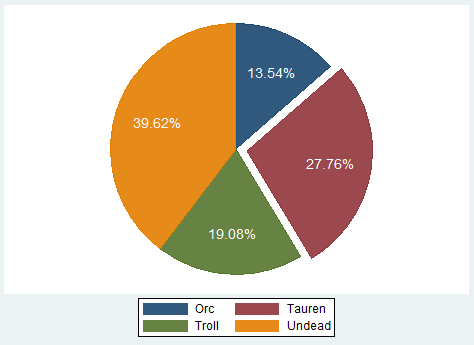 13.54%
39.62%
27.76%
19.08%
Orc Tauren
Troll Undead